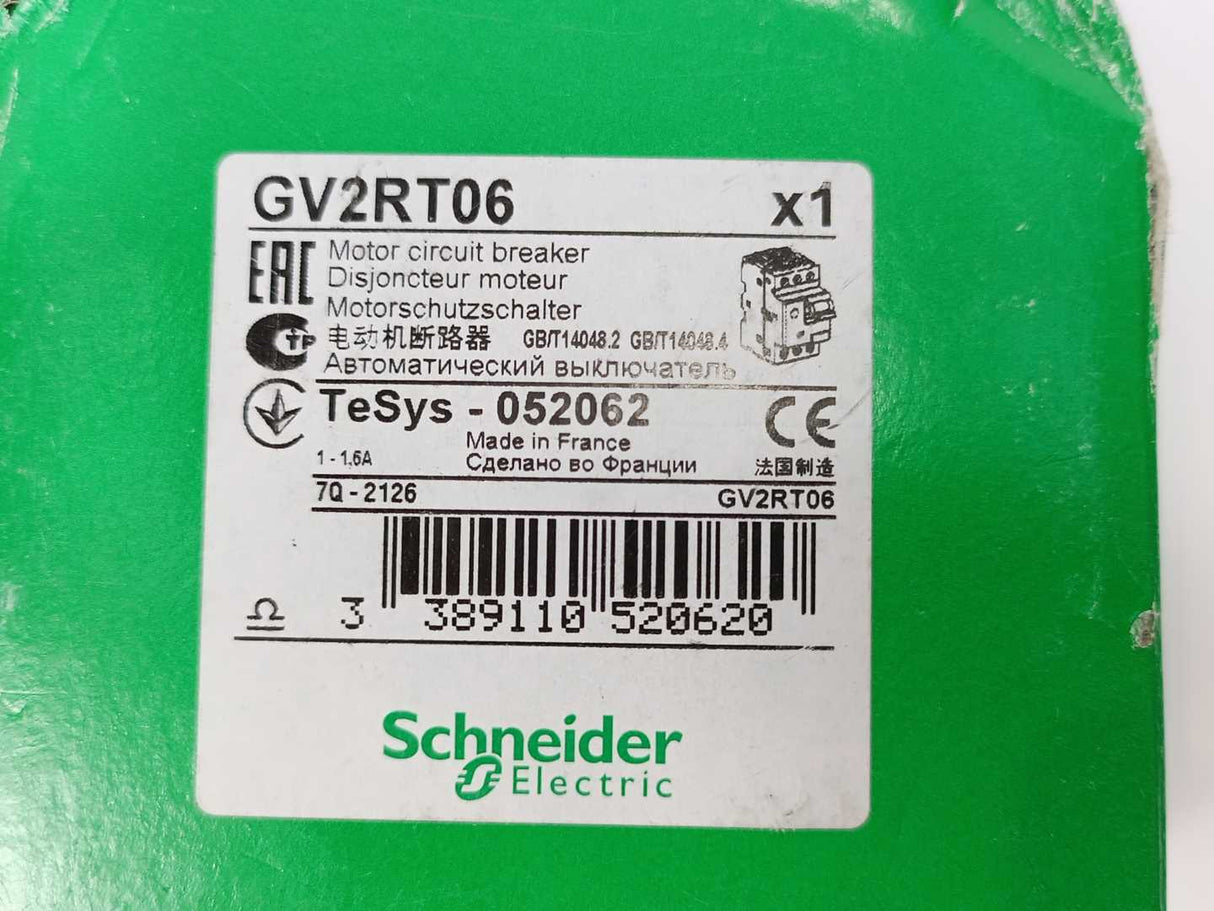 GV2RT06 x1
EAC Motor circuit breaker
Disjoncteur moteur
Motorschutzschalter
电动机断路器 GB/T14048.2 GB/T14048.4
Автоматический выключатель
TeSys - 052062
CE
Made in France
1 - 1,6A Сделано во Франции 法国制造
7Q - 2126 GV2RT06
3 389110 520620
Schneider
Electric